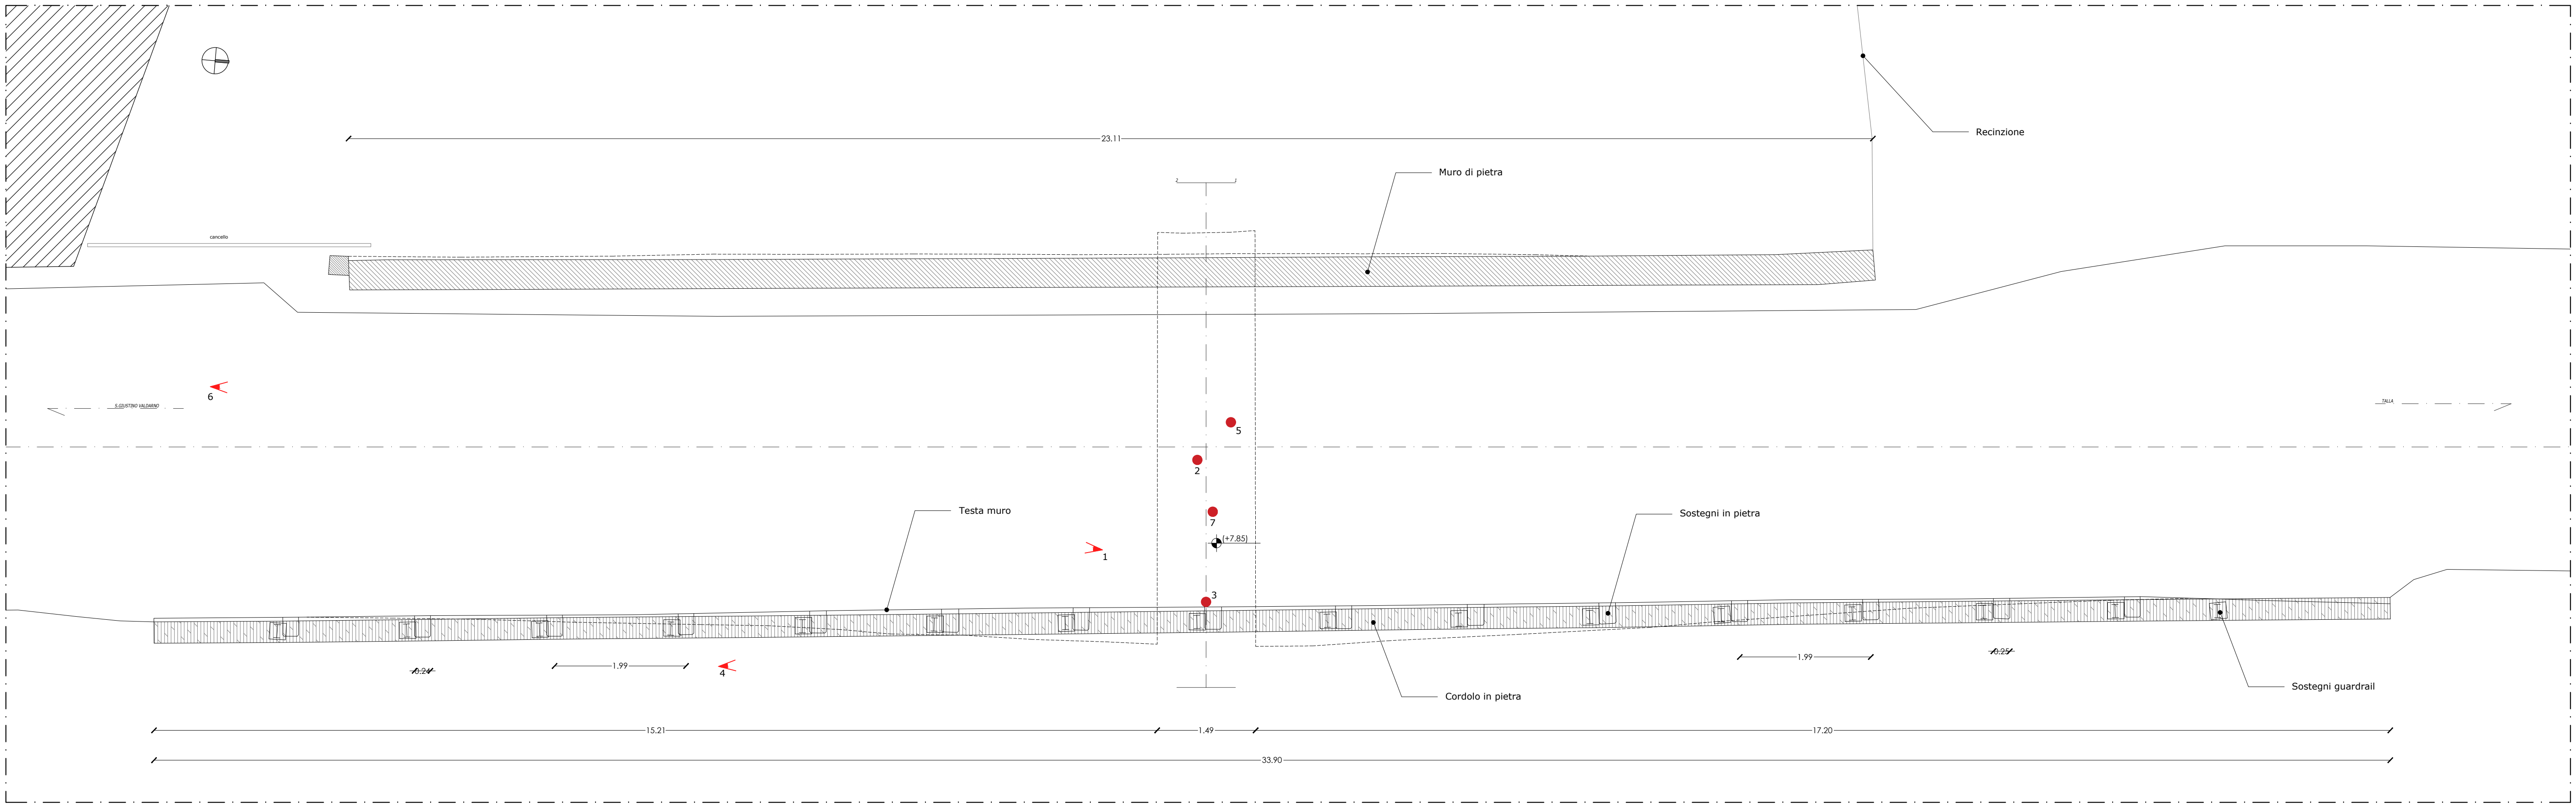 Recinzione
23.11
Muro di pietra
2
cancello
6
S.GIUSTINO VALDARNO
TALLA
5
2
Testa muro
Sostegni in pietra
7
(+7.85)
1
3
0.24
1.99
4
1.99
0.25
Cordolo in pietra
Sostegni guardrail
15.21
1.49
17.20
33.90